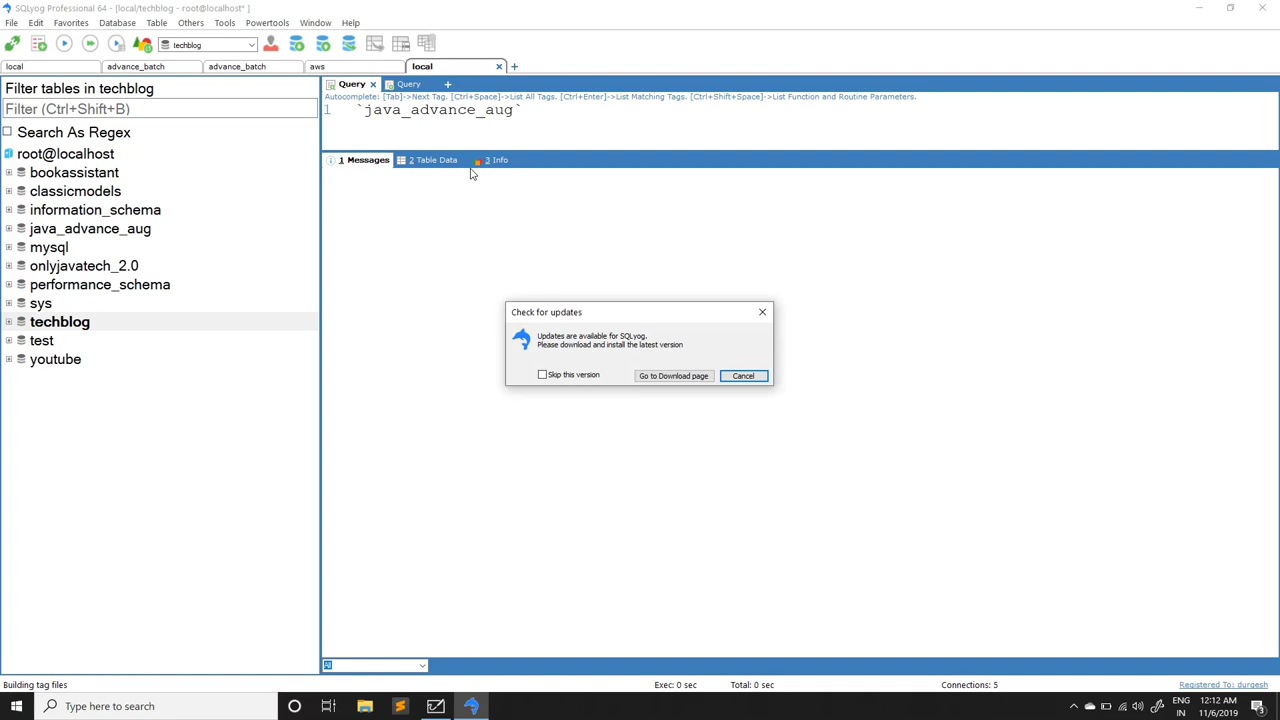 SQLyog Professional 64 - [local/techblog - root@localhost* ]
File Edit Favorites Database Table Others Tools Powertools Window Help
techblog
local advance_batch advance_batch aws local
Filter tables in techblog
Filter (Ctrl+Shift+B)
Search As Regex
root@localhost
bookassistant
classicmodels
information_schema
java_advance_aug
mysql
onlyjavatech_2.0
performance_schema
sys
techblog
test
youtube
Query Query
Autocomplete: [Tab]->Next Tag. [Ctrl+Space]->List All Tags. [Ctrl+Enter]->List Matching Tags. [Ctrl+Shift+Space]->List Function and Routine Parameters.
1 `java_advance_aug`
1 Messages 2 Table Data 3 Info
Check for updates
Updates are available for SQLyog.
Please download and install the latest version
Skip this version Go to Download page Cancel
All
Building tag files Exec: 0 sec Total: 0 sec Connections: 5 Registered To: durgesh
Type here to search
ENG
IN
12:12 AM
11/6/2019
3